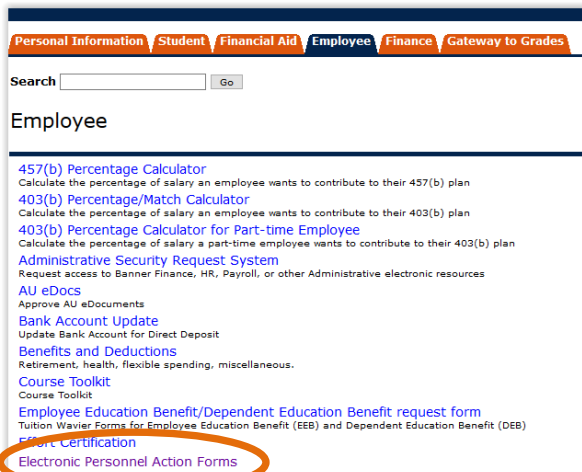 Personal Information Student Financial Aid Employee Finance Gateway to Grades
Search Go
Employee
457(b) Percentage Calculator
Calculate the percentage of salary an employee wants to contribute to their 457(b) plan
403(b) Percentage/Match Calculator
Calculate the percentage of salary an employee wants to contribute to their 403(b) plan
403(b) Percentage Calculator for Part-time Employee
Calculate the percentage of salary a part-time employee wants to contribute to their 403(b) plan
Administrative Security Request System
Request access to Banner Finance, HR, Payroll, or other Administrative electronic resources
AU eDocs
Approve AU eDocuments
Bank Account Update
Update Bank Account for Direct Deposit
Benefits and Deductions
Retirement, health, flexible spending, miscellaneous.
Course Toolkit
Course Toolkit
Employee Education Benefit/Dependent Education Benefit request form
Tuition Wavier Forms for Employee Education Benefit (EEB) and Dependent Education Benefit (DEB)
Effort Certification
Electronic Personnel Action Forms